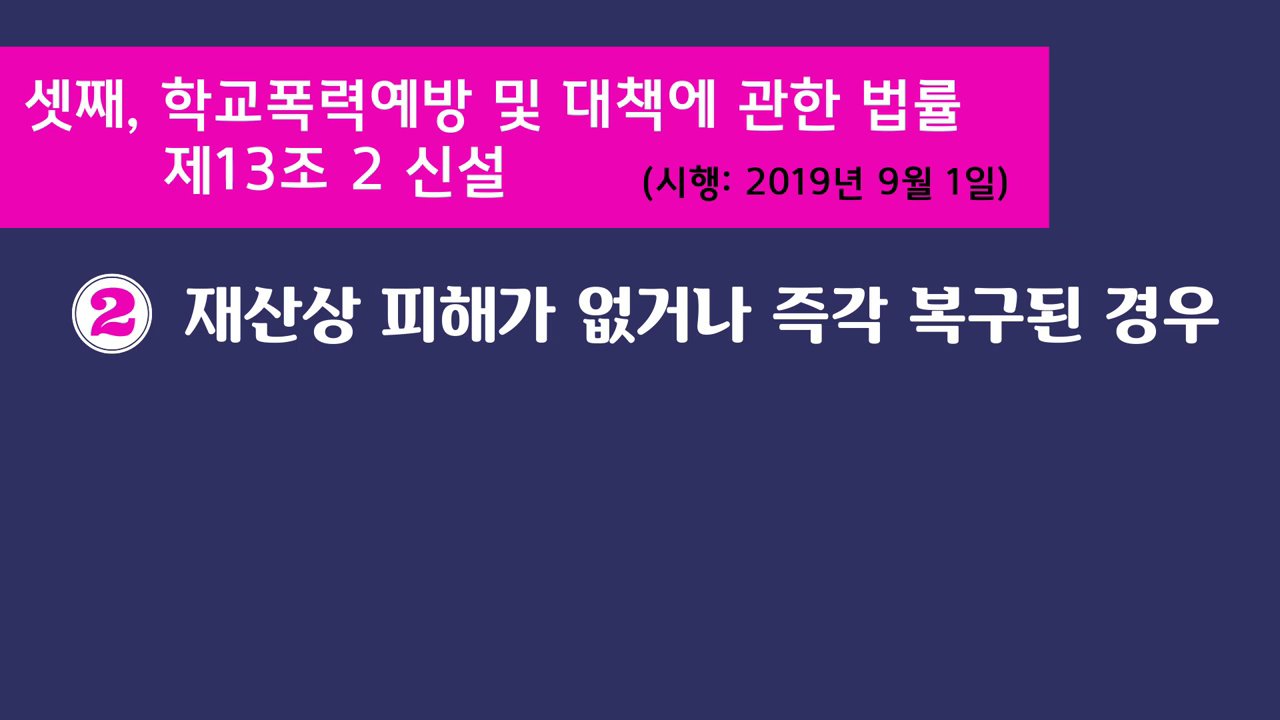 셋째, 학교폭력예방 및 대책에 관한 법률
제13조 2 신설
(시행: 2019년 9월 1일)
2 재산상 피해가 없거나 즉각 복구된 경우